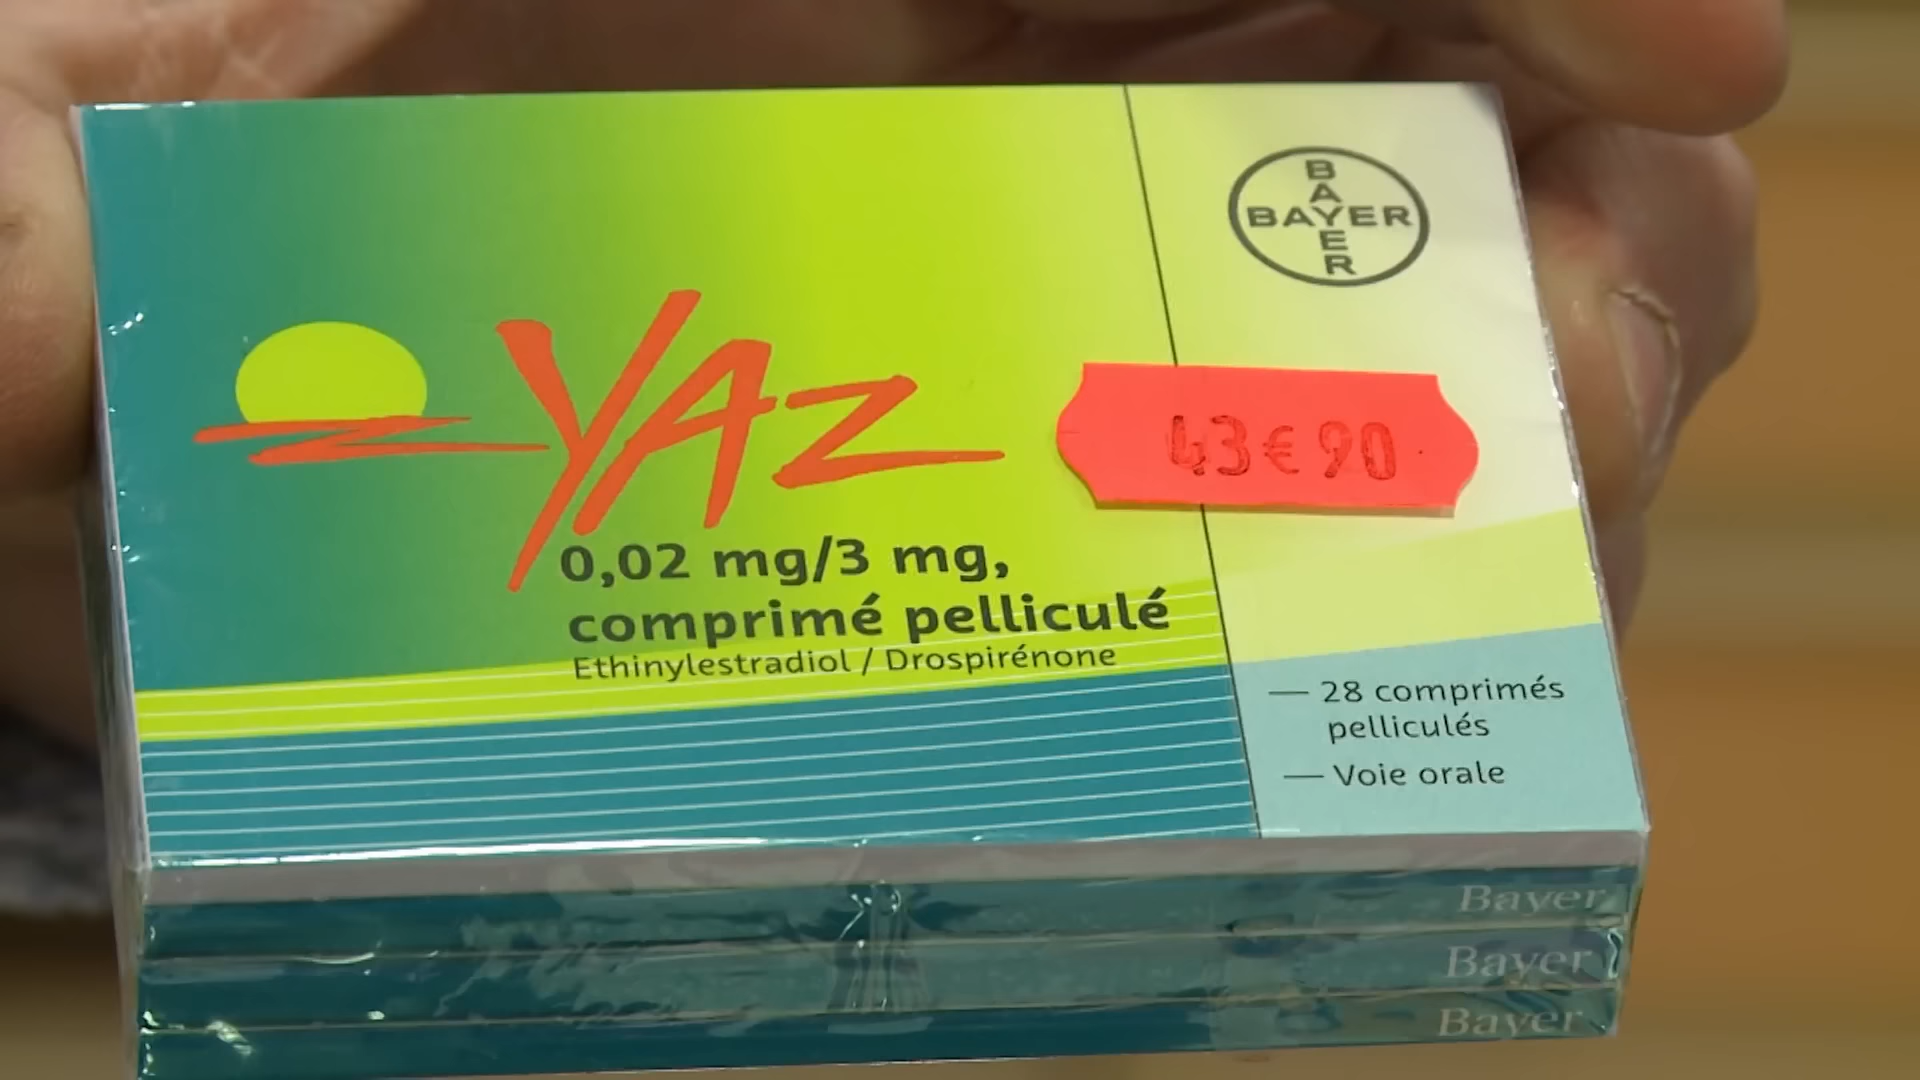 BAYER
BAYER
YAZ
43€90
0,02 mg/3 mg,
comprimé pelliculé
Ethinylestradiol / Drospirénone
— 28 comprimés
pelliculés
— Voie orale
Bayer
Bayer
Bayer